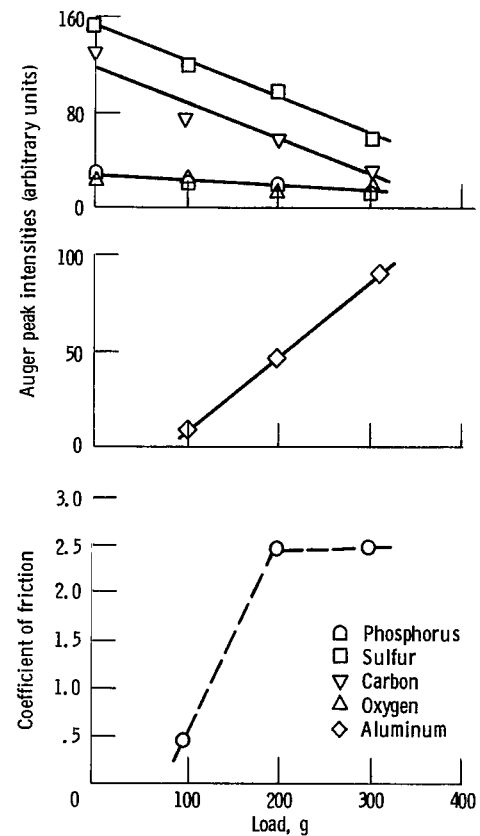 Auger peak intensities (arbitrary units)
160
80
0
100
50
0
Coefficient of friction
3.0
2.5
2.0
1.5
1.0
.5
0
100
200
300
400
Load, g
Phosphorus
Sulfur
Carbon
Oxygen
Aluminum